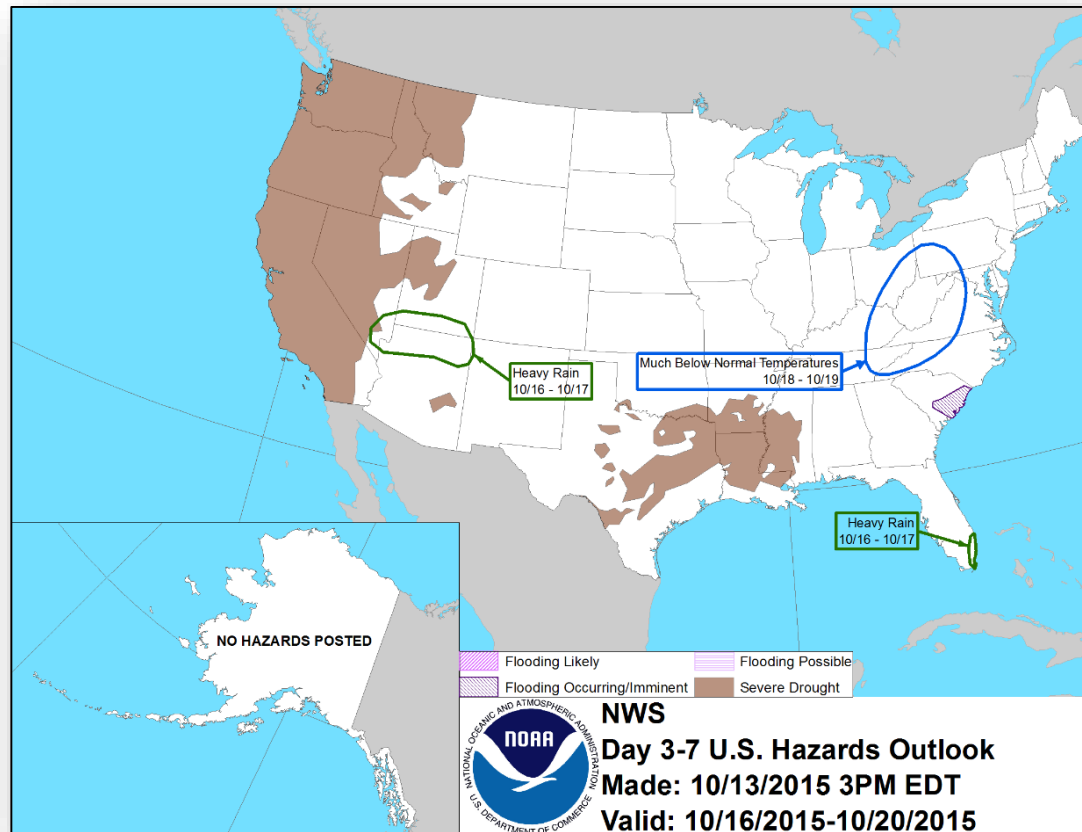 Heavy Rain
10/16 - 10/17
Much Below Normal Temperatures
10/18 - 10/19
Heavy Rain
10/16 - 10/17
NO HAZARDS POSTED
Flooding Likely
Flooding Possible
Flooding Occurring/Imminent
Severe Drought
NATIONAL OCEANIC AND ATMOSPHERIC ADMINISTRATION
NOAA
U.S. DEPARTMENT OF COMMERCE
NWS
Day 3-7 U.S. Hazards Outlook
Made: 10/13/2015 3PM EDT
Valid: 10/16/2015-10/20/2015